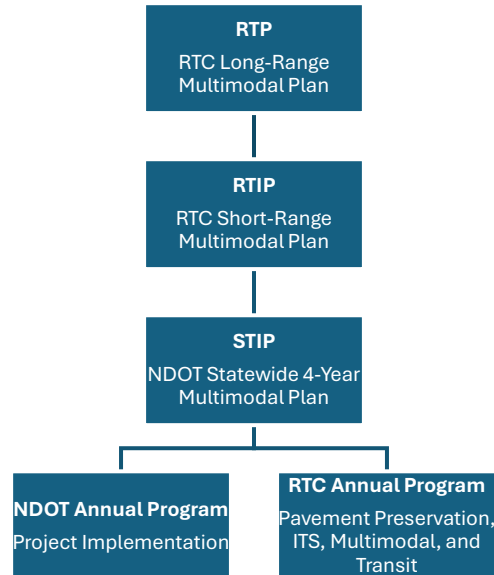 RTP
RTC Long-Range
Multimodal Plan
RTIP
RTC Short-Range
Multimodal Plan
STIP
NDOT Statewide 4-Year
Multimodal Plan
NDOT Annual Program
Project Implementation
RTC Annual Program
Pavement Preservation,
ITS, Multimodal, and
Transit